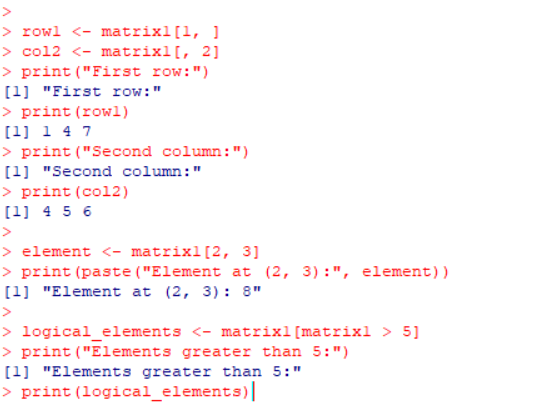 >
> row1 <- matrix1[1, ]
> col2 <- matrix1[, 2]
> print("First row:")
[1] "First row:"
> print(row1)
[1] 1 4 7
> print("Second column:")
[1] "Second column:"
> print(col2)
[1] 4 5 6
>
> element <- matrix1[2, 3]
> print(paste("Element at (2, 3):", element))
[1] "Element at (2, 3): 8"
>
> logical_elements <- matrix1[matrix1 > 5]
> print("Elements greater than 5:")
[1] "Elements greater than 5:"
> print(logical_elements)